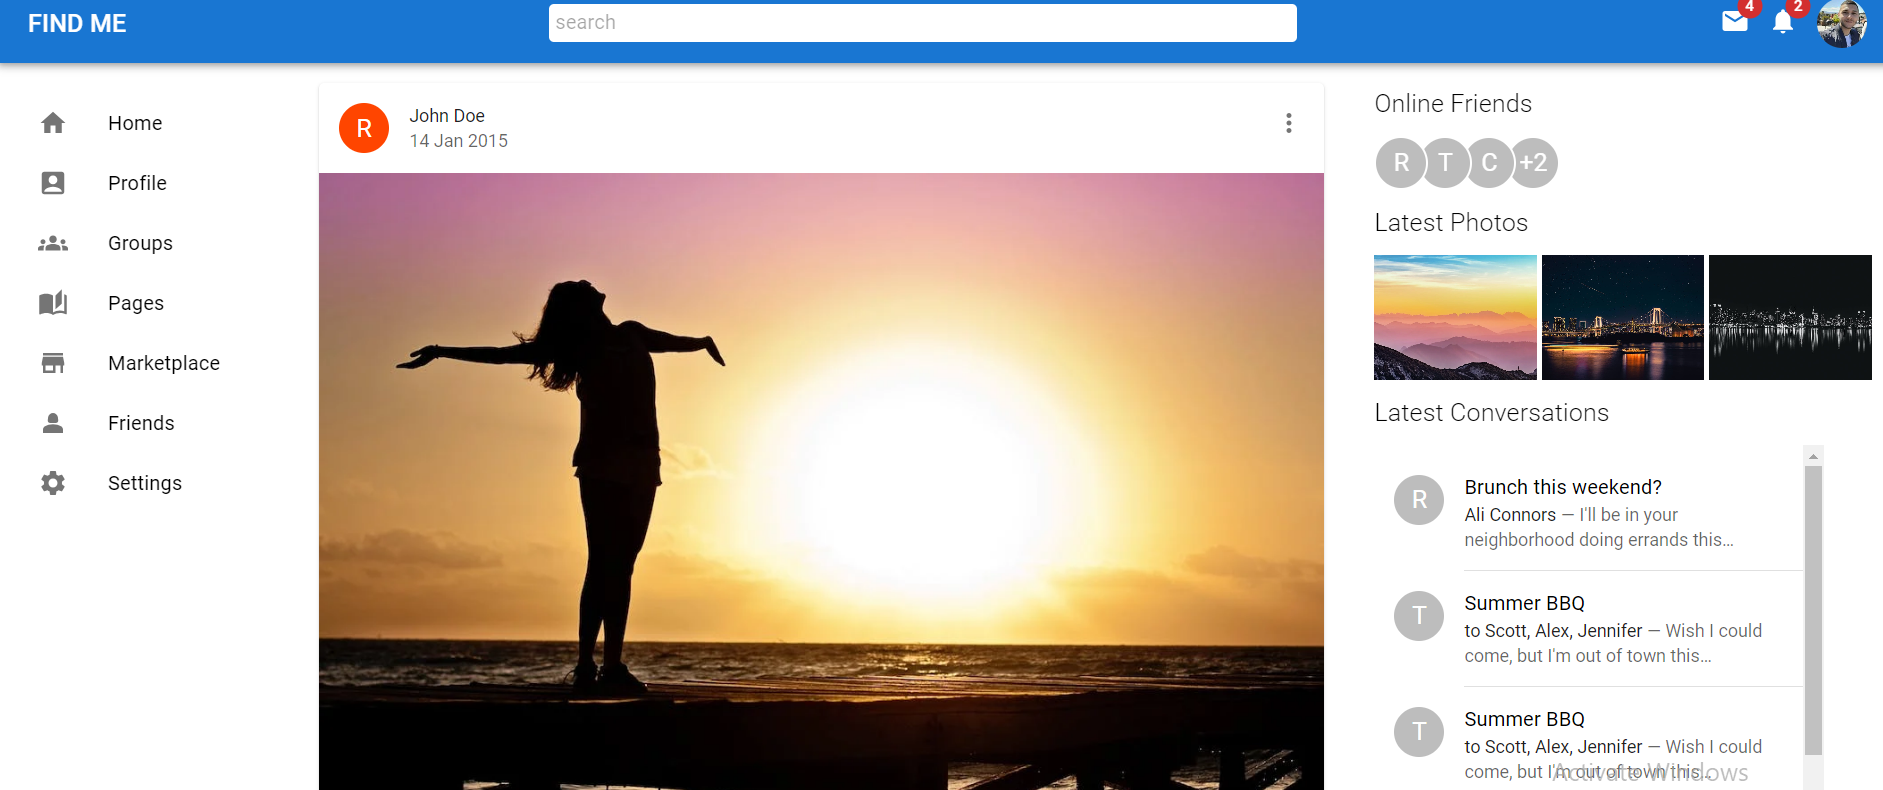 FIND ME
search
4
2
Home
Profile
Groups
Pages
Marketplace
Friends
Settings
R
John Doe
14 Jan 2015
Online Friends
R T C +2
Latest Photos
Latest Conversations
R
Brunch this weekend?
Ali Connors — I'll be in your
neighborhood doing errands this…
T
Summer BBQ
to Scott, Alex, Jennifer — Wish I could
come, but I'm out of town this…
T
Summer BBQ
to Scott, Alex, Jennifer — Wish I could
come, but I'm out of town this…
Activate Windows